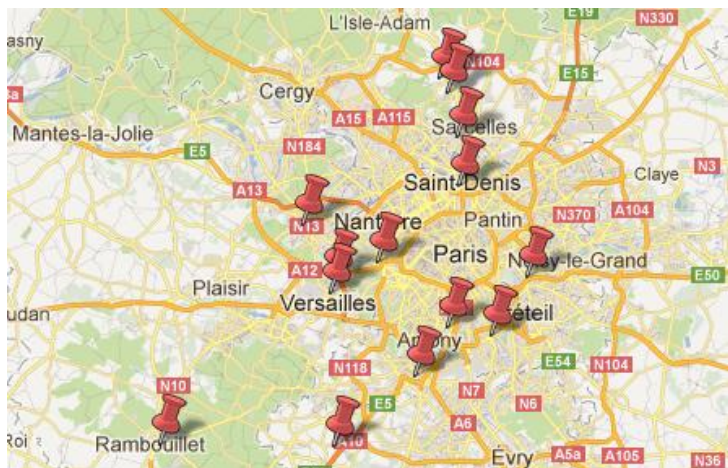 L'Isle-Adam
E19
N330
asny
N104
E15
Cergy
A15
A115
Sarcelles
Mantes-la-Jolie
N184
E5
N3
Claye
A13
Saint-Denis
A104
N370
N13
Nanterre
Pantin
Paris
Noisy-le-Grand
A12
E50
Plaisir
Versailles
udan
Créteil
Antony
N118
E54
N104
N10
N7
E5
N6
A6
Roi
Rambouillet
A10
Évry
A5a
A105
N36